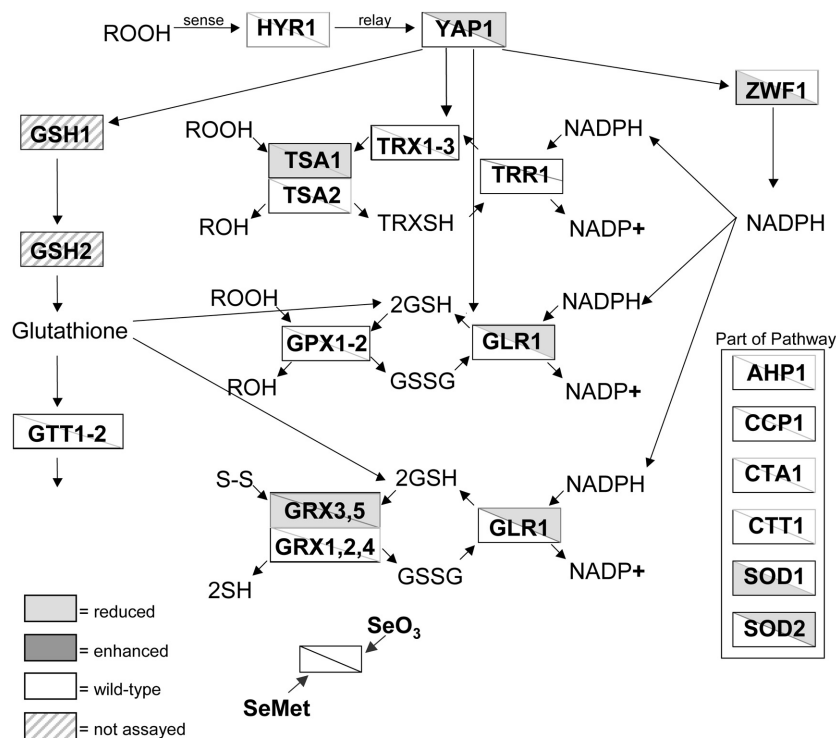 ROOH
sense
HYR1
relay
YAP1
ZWF1
GSH1
ROOH
TRX1-3
NADPH
TSA1
TSA2
TRR1
ROH
TRXSH
NADP+
NADPH
GSH2
Glutathione
ROOH
2GSH
NADPH
GPX1-2
GLR1
ROH
GSSG
NADP+
GTT1-2
S-S
2GSH
NADPH
GRX3,5
GRX1,2,4
GLR1
2SH
GSSG
NADP+
Part of Pathway
AHP1
CCP1
CTA1
CTT1
SOD1
SOD2
= reduced
= enhanced
= wild-type
= not assayed
SeO3
SeMet